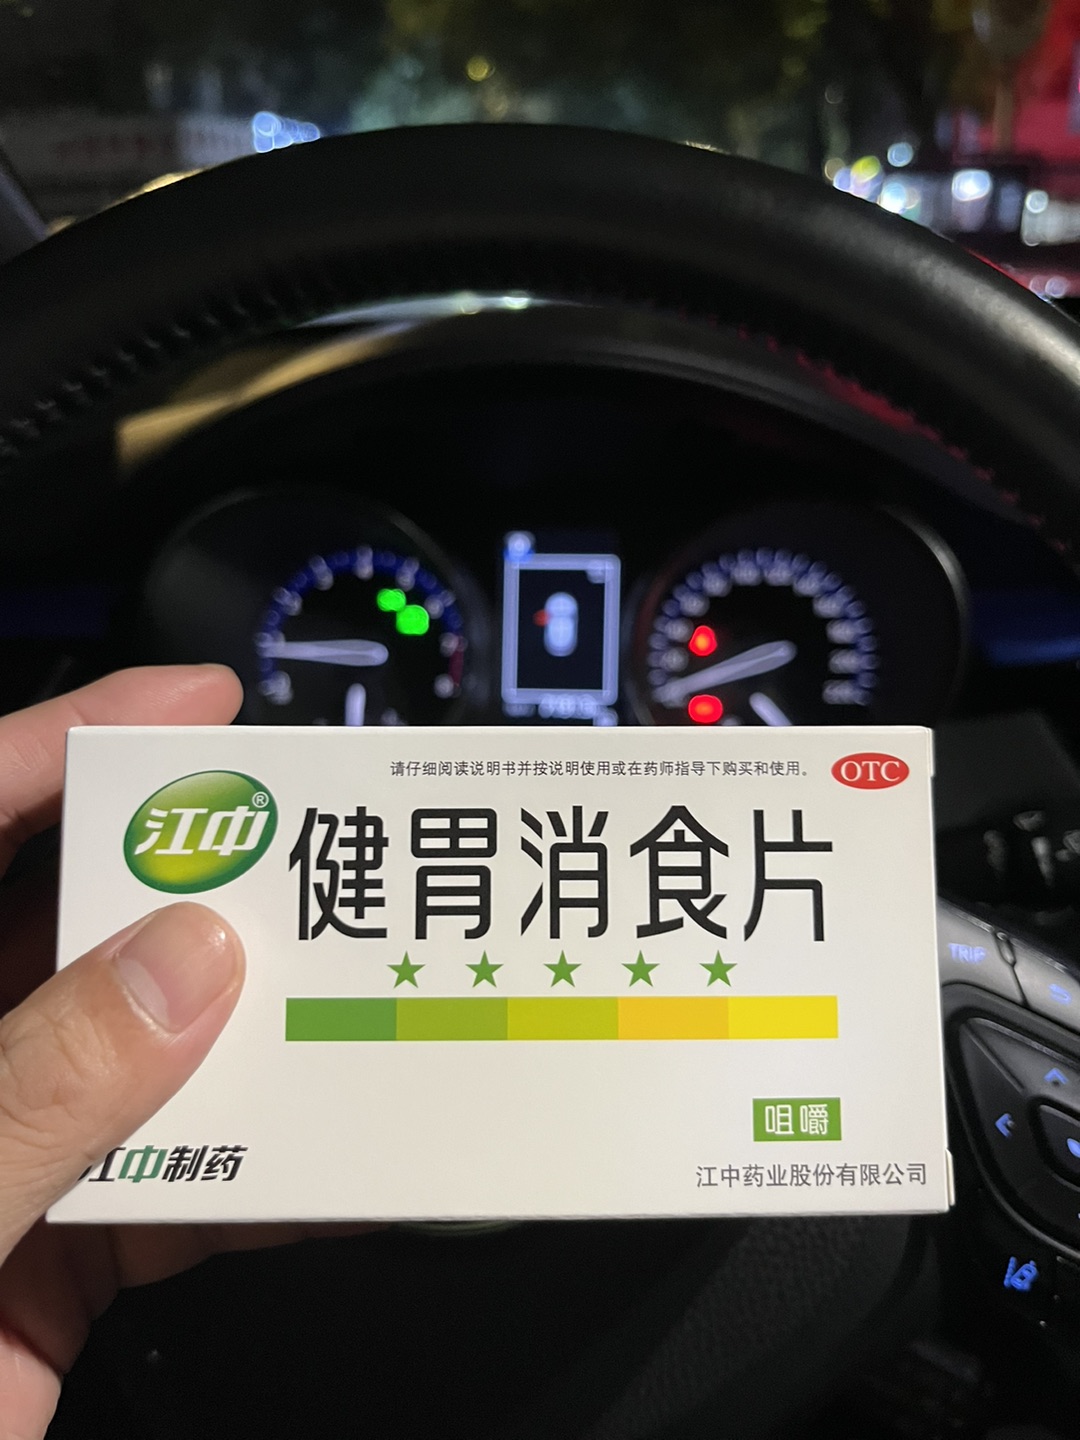 TRIP
请仔细阅读说明书并按说明使用或在药师指导下购买和使用。
OTC
江中®
健胃消食片
咀嚼
江中制药
江中药业股份有限公司